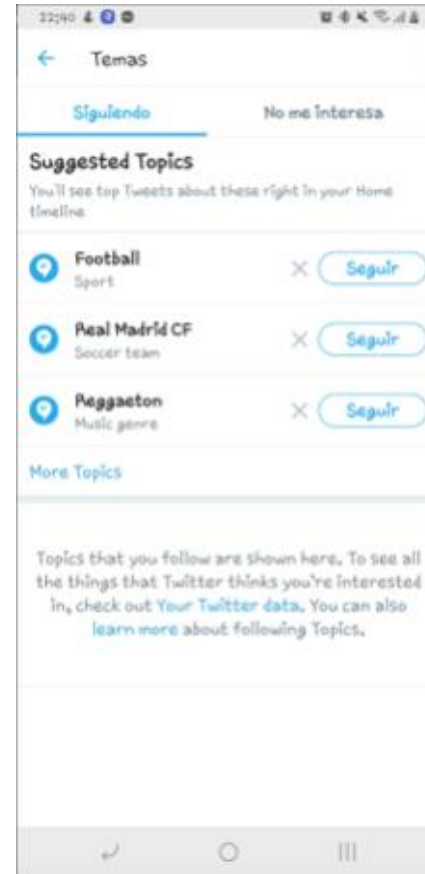 22:40
Temas
Siguiendo
No me interesa
Suggested Topics
You'll see top Tweets about these right in your Home
timeline
Football
Sport
Seguir
Real Madrid CF
Soccer team
Seguir
Reggaeton
Music genre
Seguir
More Topics
Topics that you follow are shown here. To see all
the things that Twitter thinks you're interested
in, check out Your Twitter data. You can also
learn more about following Topics.